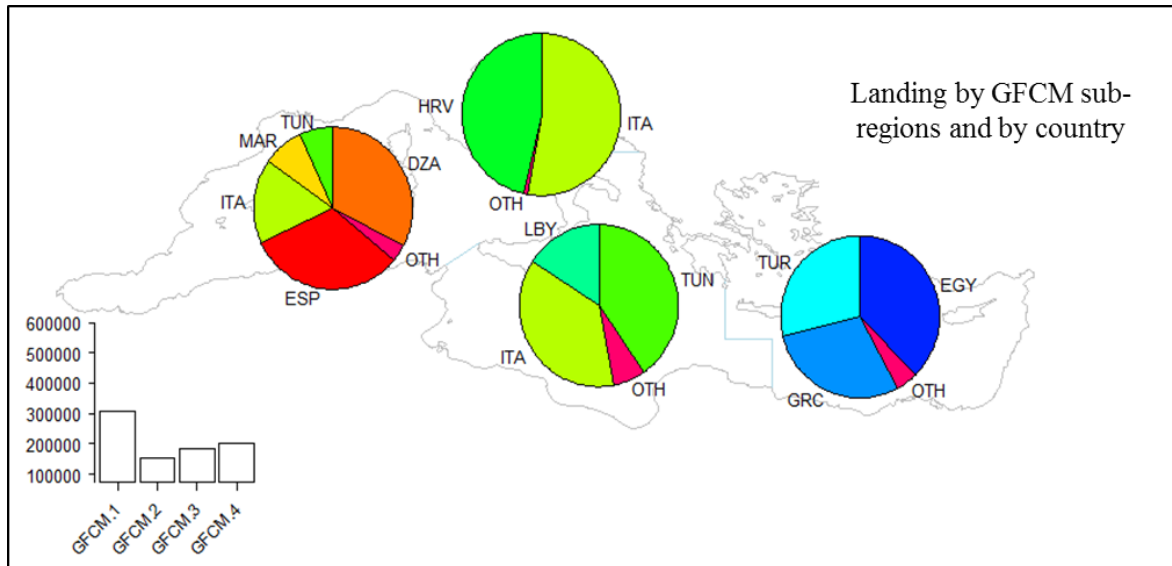 Landing by GFCM sub-
regions and by country
HRV
ITA
OTH
TUN
MAR
DZA
ITA
OTH
ESP
LBY
TUN
ITA
OTH
TUR
EGY
GRC
OTH
600000
500000
400000
300000
200000
100000
GFCM.1
GFCM.2
GFCM.3
GFCM.4